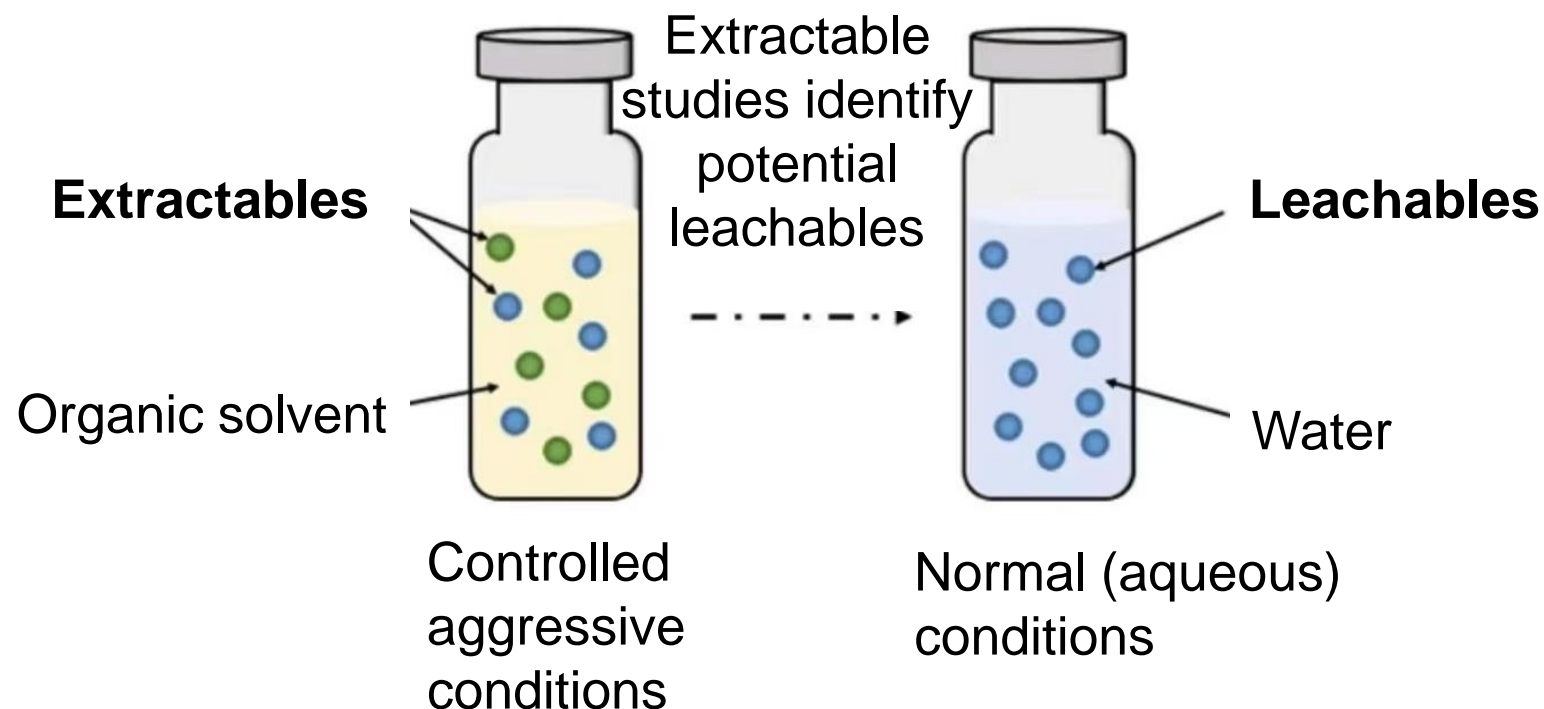 Extractable
studies identify
potential
leachables
Extractables
Leachables
Organic solvent
Water
Controlled
aggressive
conditions
Normal (aqueous)
conditions